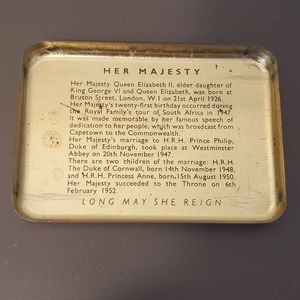 HER MAJESTY
Her Majesty Queen Elizabeth II, elder daughter of
King George VI and Queen Elizabeth, was born at
Bruton Street, London, W.1 on 21st April 1926.
Her Majesty's twenty-first birthday occurred during
the Royal Family's tour of South Africa in 1947.
It was made memorable by her famous speech of
dedication to her people, which was broadcast from
Capetown to the Commonwealth.
Her Majesty's marriage to H.R.H. Prince Philip,
Duke of Edinburgh, took place at Westminster
Abbey on 20th November 1947.
There are two children of the marriage: H.R.H.
The Duke of Cornwall, born 14th November 1948,
and H.R.H. Princess Anne, born 15th August 1950.
Her Majesty succeeded to the Throne on 6th
February 1952.
LONG MAY SHE REIGN